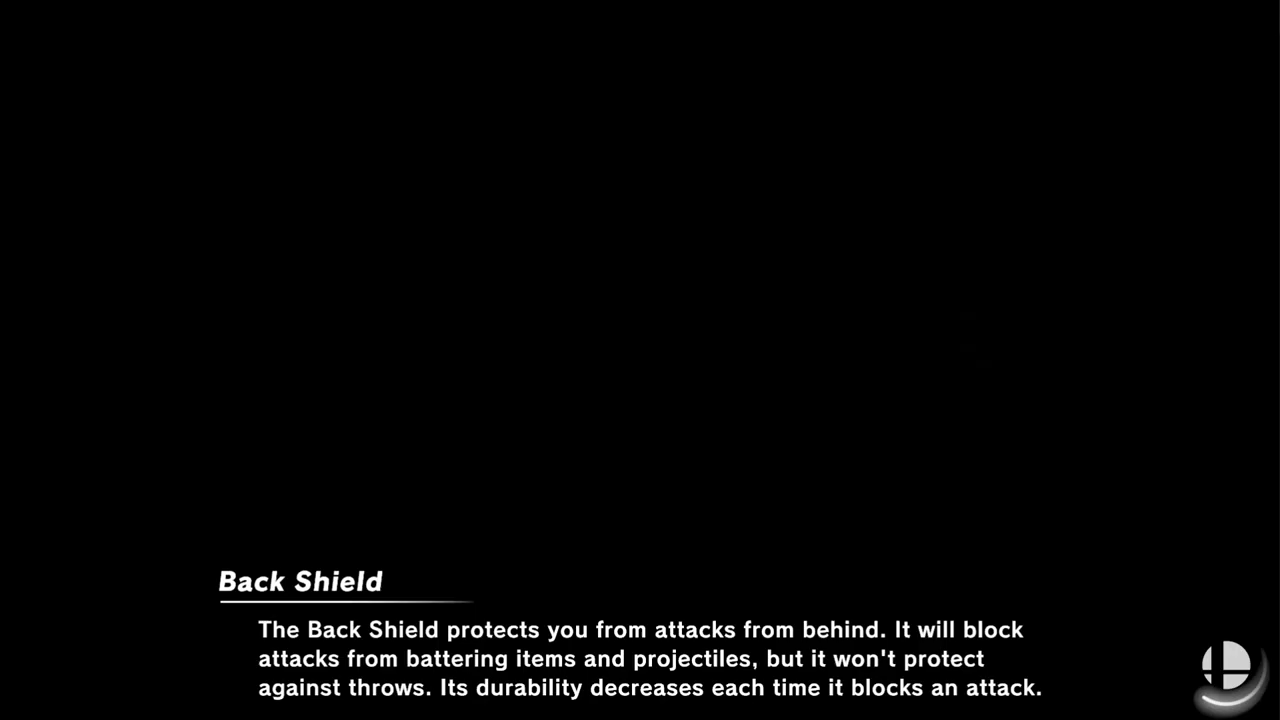 Back Shield
The Back Shield protects you from attacks from behind. It will block
attacks from battering items and projectiles, but it won't protect
against throws. Its durability decreases each time it blocks an attack.